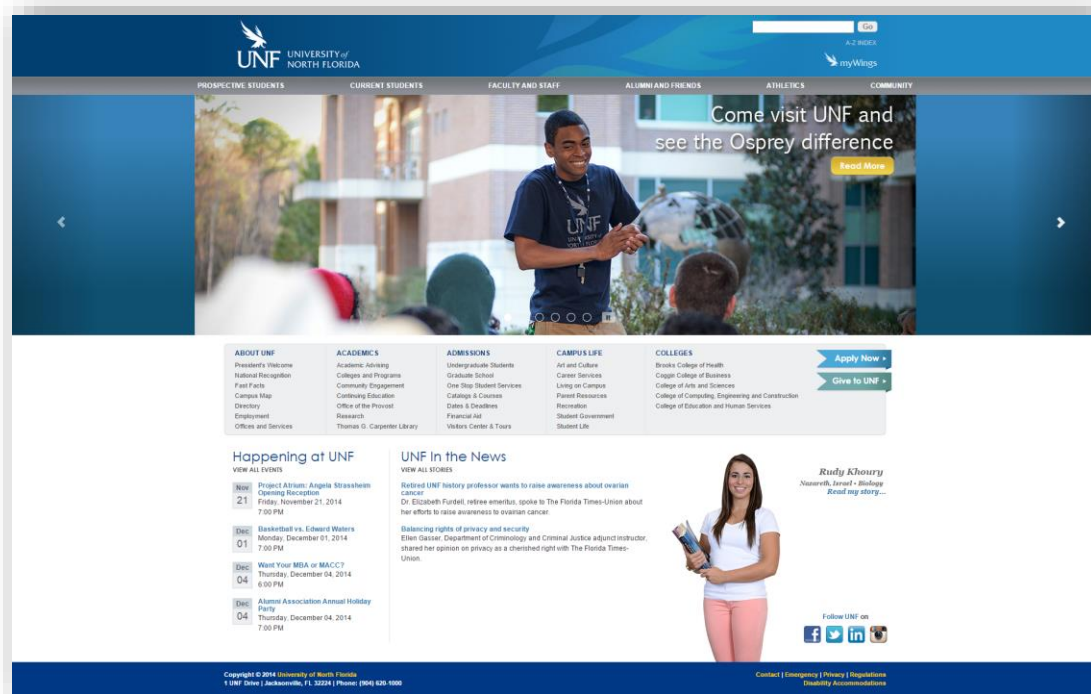 Go
A-Z INDEX
UNF UNIVERSITY of
NORTH FLORIDA
myWings
PROSPECTIVE STUDENTS CURRENT STUDENTS FACULTY AND STAFF ALUMNI AND FRIENDS ATHLETICS COMMUNITY
Come visit UNF and
see the Osprey difference
Read More
UNF
ABOUT UNF
President's Welcome
National Recognition
Fast Facts
Campus Map
Directory
Employment
Offices and Services
ACADEMICS
Academic Advising
Colleges and Programs
Community Engagement
Continuing Education
Office of the Provost
Research
Thomas G. Carpenter Library
ADMISSIONS
Undergraduate Students
Graduate School
One Stop Student Services
Catalogs & Courses
Dates & Deadlines
Financial Aid
Visitors Center & Tours
CAMPUS LIFE
Art and Culture
Career Services
Living on Campus
Parent Resources
Recreation
Student Government
Student Life
COLLEGES
Brooks College of Health
Coggin College of Business
College of Arts and Sciences
College of Computing, Engineering and Construction
College of Education and Human Services
Apply Now
Give to UNF
Happening at UNF
VIEW ALL EVENTS
Nov
21
Project Atrium: Angela Strassheim
Opening Reception
Friday, November 21, 2014
7:00 PM
Dec
01
Basketball vs. Edward Waters
Monday, December 01, 2014
7:00 PM
Dec
04
Want Your MBA or MACC?
Thursday, December 04, 2014
6:00 PM
Dec
04
Alumni Association Annual Holiday
Party
Thursday, December 04, 2014
7:00 PM
UNF In the News
VIEW ALL STORIES
Retired UNF history professor wants to raise awareness about ovarian
cancer
Dr. Elizabeth Furdell, retiree emeritus, spoke to The Florida Times-Union about
her efforts to raise awareness to ovarian cancer.
Balancing rights of privacy and security
Ellen Gasser, Department of Criminology and Criminal Justice adjunct instructor,
shared her opinion on privacy as a cherished right with The Florida Times-
Union.
Rudy Khoury
Nazareth, Israel • Biology
Read my story...
Follow UNF on
Copyright © 2014 University of North Florida
1 UNF Drive | Jacksonville, FL 32224 | Phone: (904) 620-1000
Contact | Emergency | Privacy | Regulations
Disability Accommodations